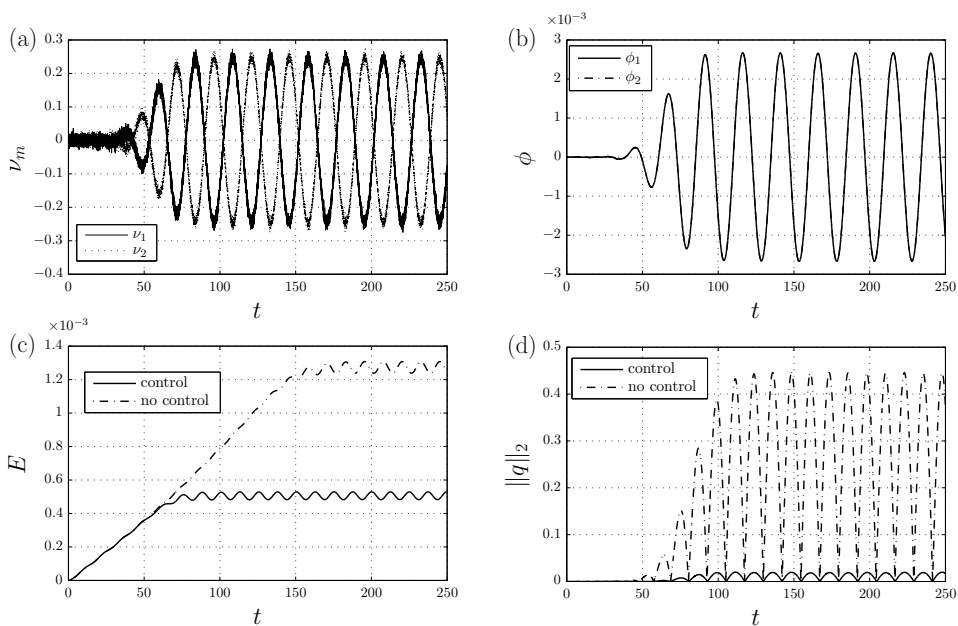 (a)
0.3
0.2
0.1
0
−0.1
−0.2
−0.3
−0.4
ν_m
ν_1
ν_2
0 50 100 150 200 250
t
(b)
×10^{−3}
3
2
1
0
−1
−2
−3
ϕ
ϕ_1
ϕ_2
0 50 100 150 200 250
t
(c)
×10^{−3}
1.4
1.2
1
0.8
0.6
0.4
0.2
0
E
control
no control
0 50 100 150 200 250
t
(d)
0.5
0.4
0.3
0.2
0.1
0
||q||_2
control
no control
0 50 100 150 200 250
t